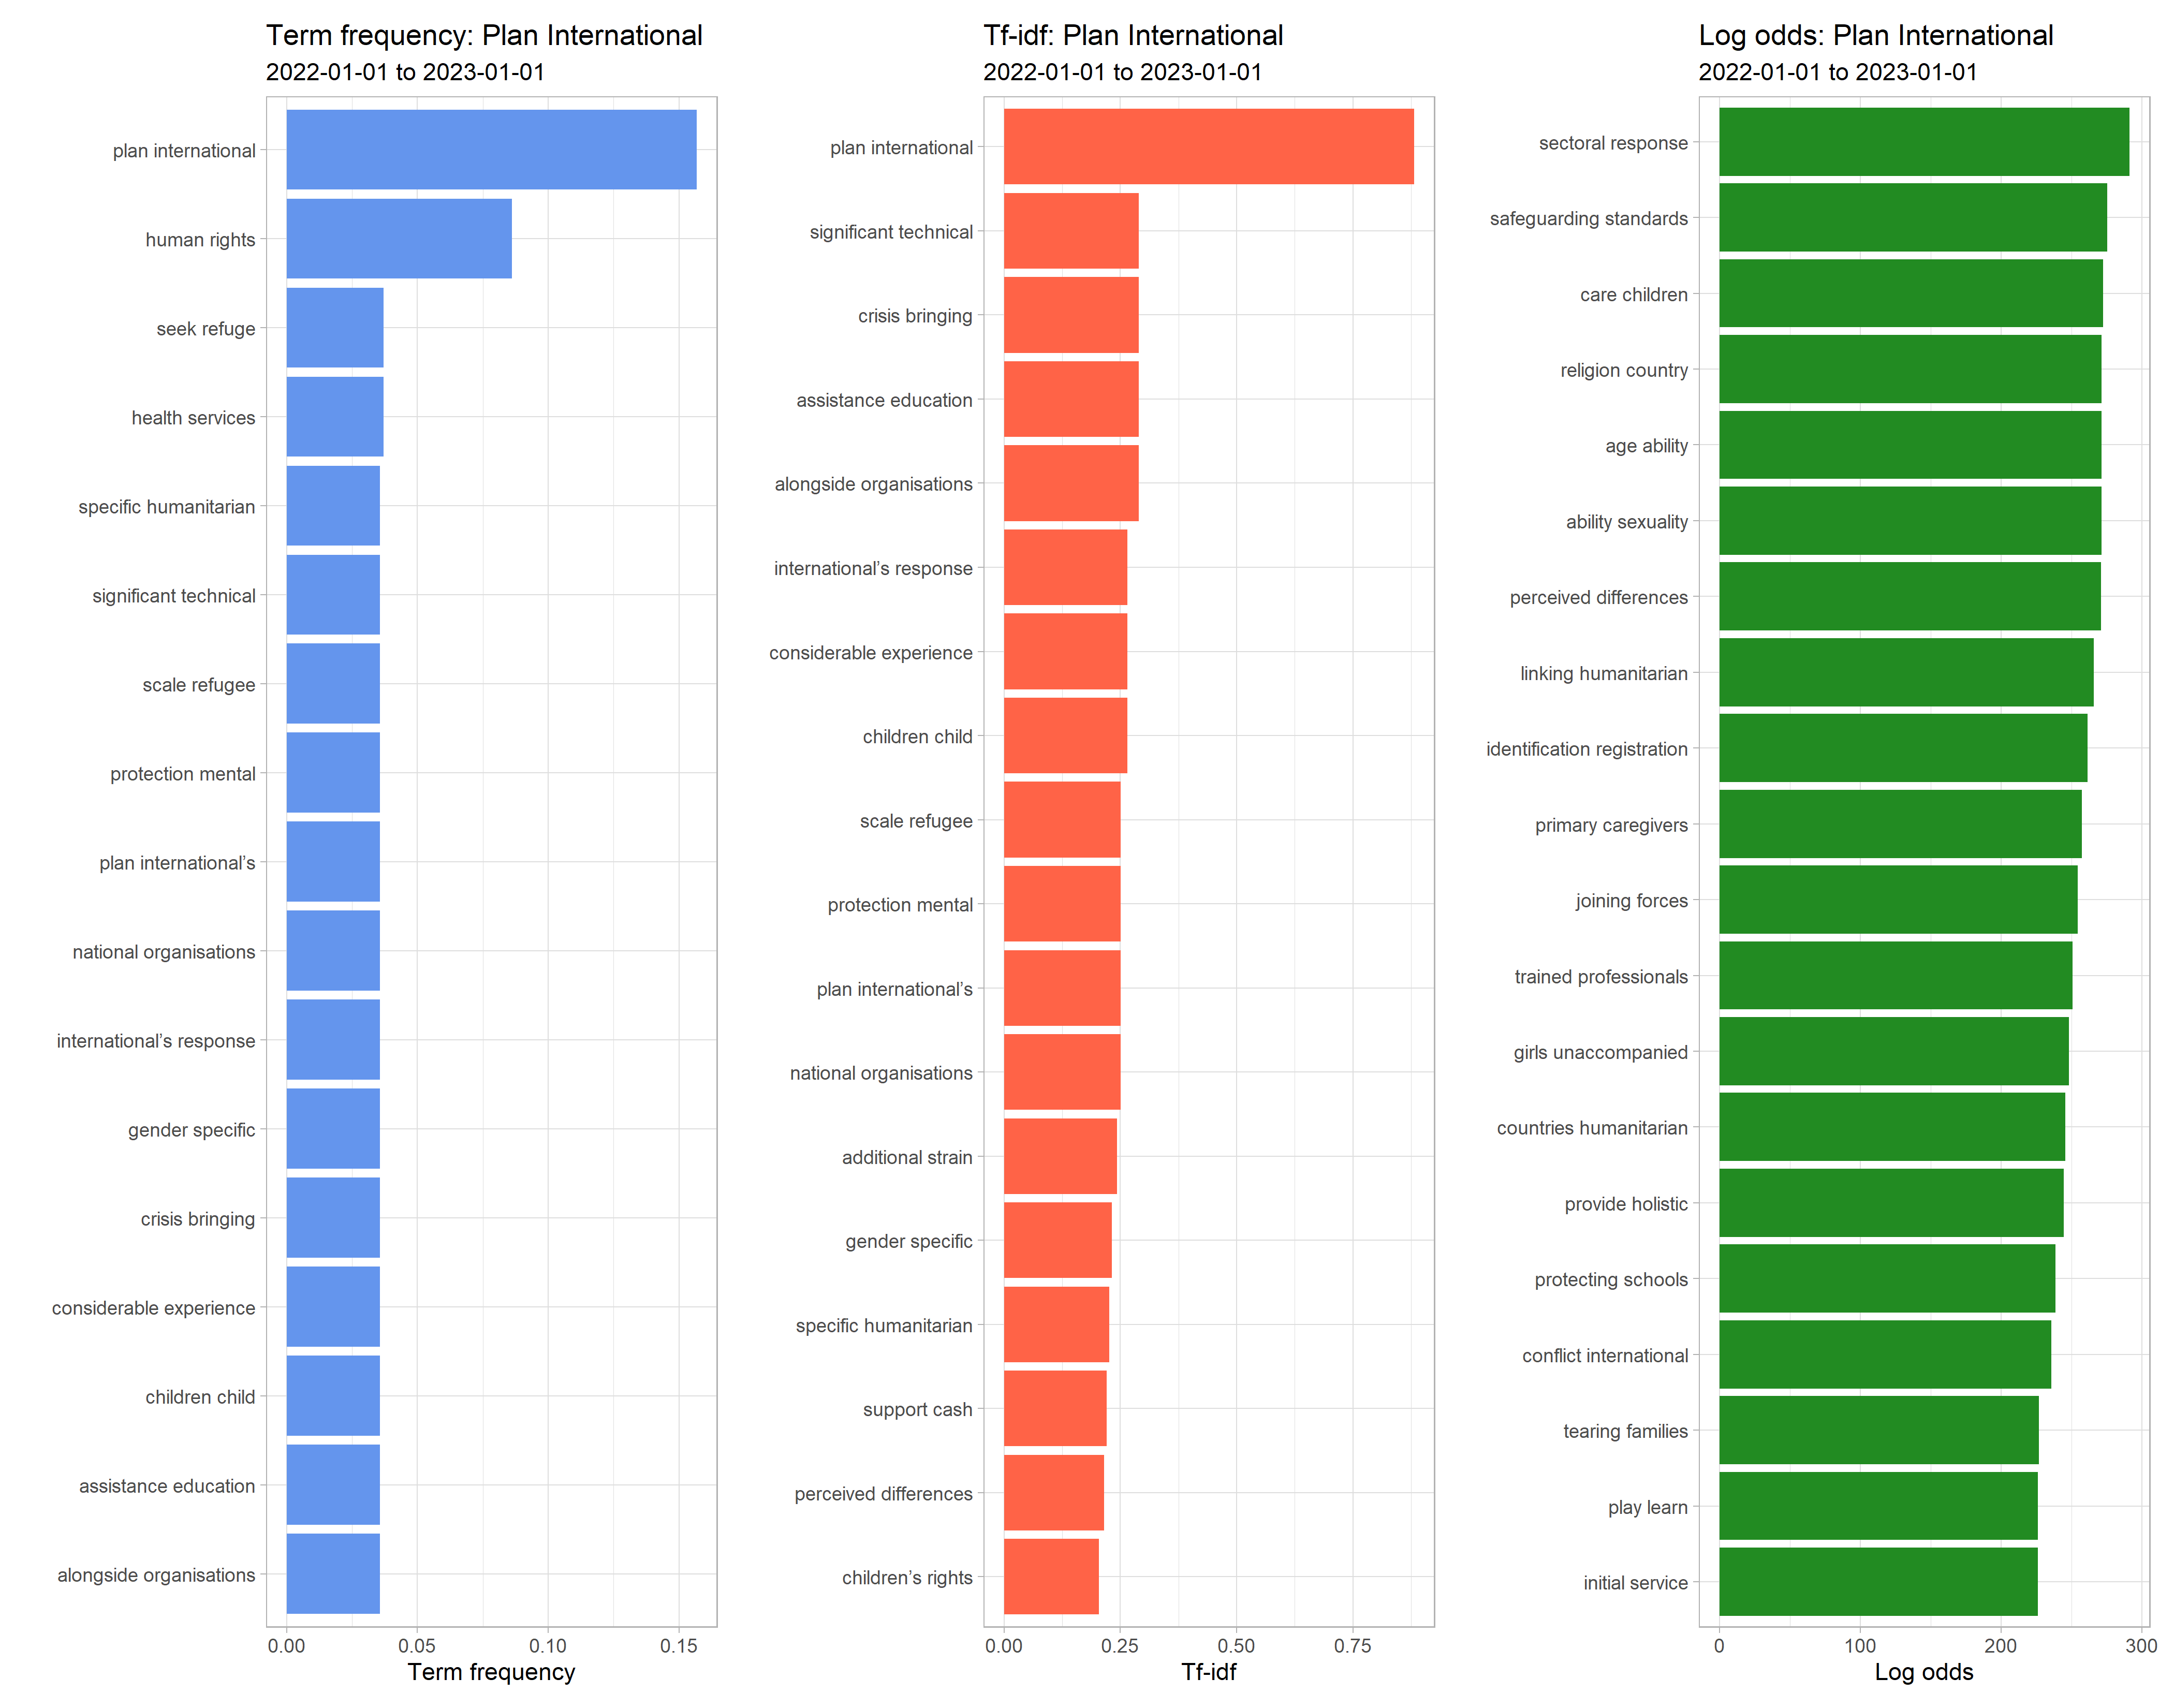 Term frequency: Plan International
2022-01-01 to 2023-01-01
plan international
human rights
seek refuge
health services
specific humanitarian
significant technical
scale refugee
protection mental
plan international’s
national organisations
international’s response
gender specific
crisis bringing
considerable experience
children child
assistance education
alongside organisations
0.00 0.05 0.10 0.15
Term frequency
Tf-idf: Plan International
2022-01-01 to 2023-01-01
plan international
significant technical
crisis bringing
assistance education
alongside organisations
international’s response
considerable experience
children child
scale refugee
protection mental
plan international’s
national organisations
additional strain
gender specific
specific humanitarian
support cash
perceived differences
children’s rights
0.00 0.25 0.50 0.75
Tf-idf
Log odds: Plan International
2022-01-01 to 2023-01-01
sectoral response
safeguarding standards
care children
religion country
age ability
ability sexuality
perceived differences
linking humanitarian
identification registration
primary caregivers
joining forces
trained professionals
girls unaccompanied
countries humanitarian
provide holistic
protecting schools
conflict international
tearing families
play learn
initial service
0 100 200 300
Log odds